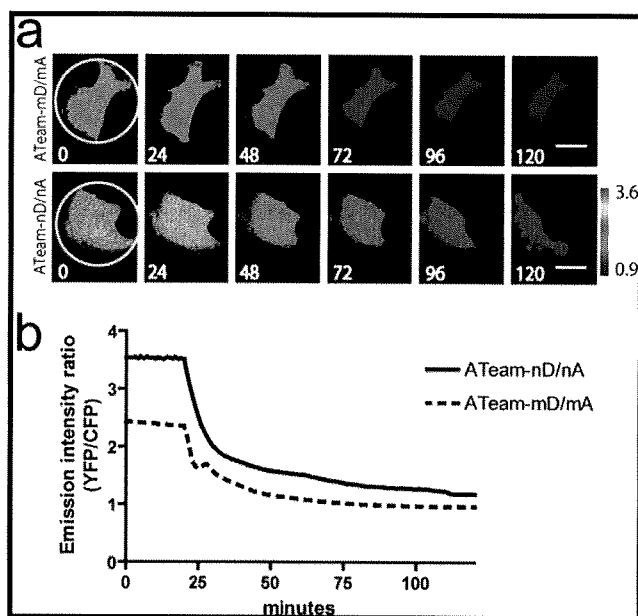 a
ATeam-mD/mA
0 24 48 72 96 120
ATeam-nD/nA
0 24 48 72 96 120
3.6
0.9
b
Emission intensity ratio
(YFP/CFP)
4
3
2
1
0
0 25 50 75 100
minutes
ATeam-nD/nA
ATeam-mD/mA